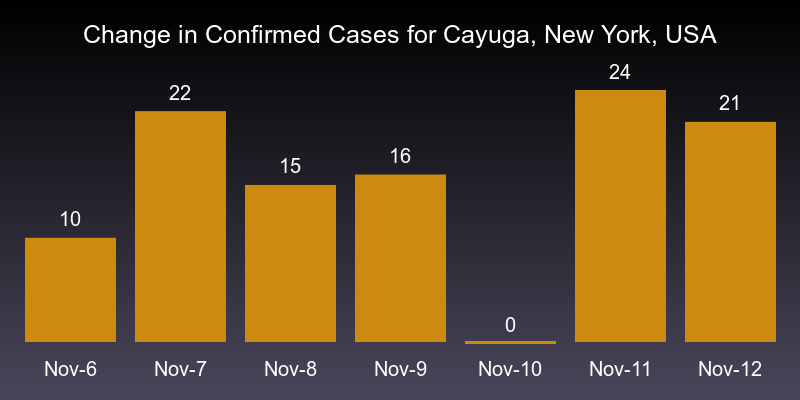 Change in Confirmed Cases for Cayuga, New York, USA
10
22
15
16
0
24
21
Nov-6
Nov-7
Nov-8
Nov-9
Nov-10
Nov-11
Nov-12